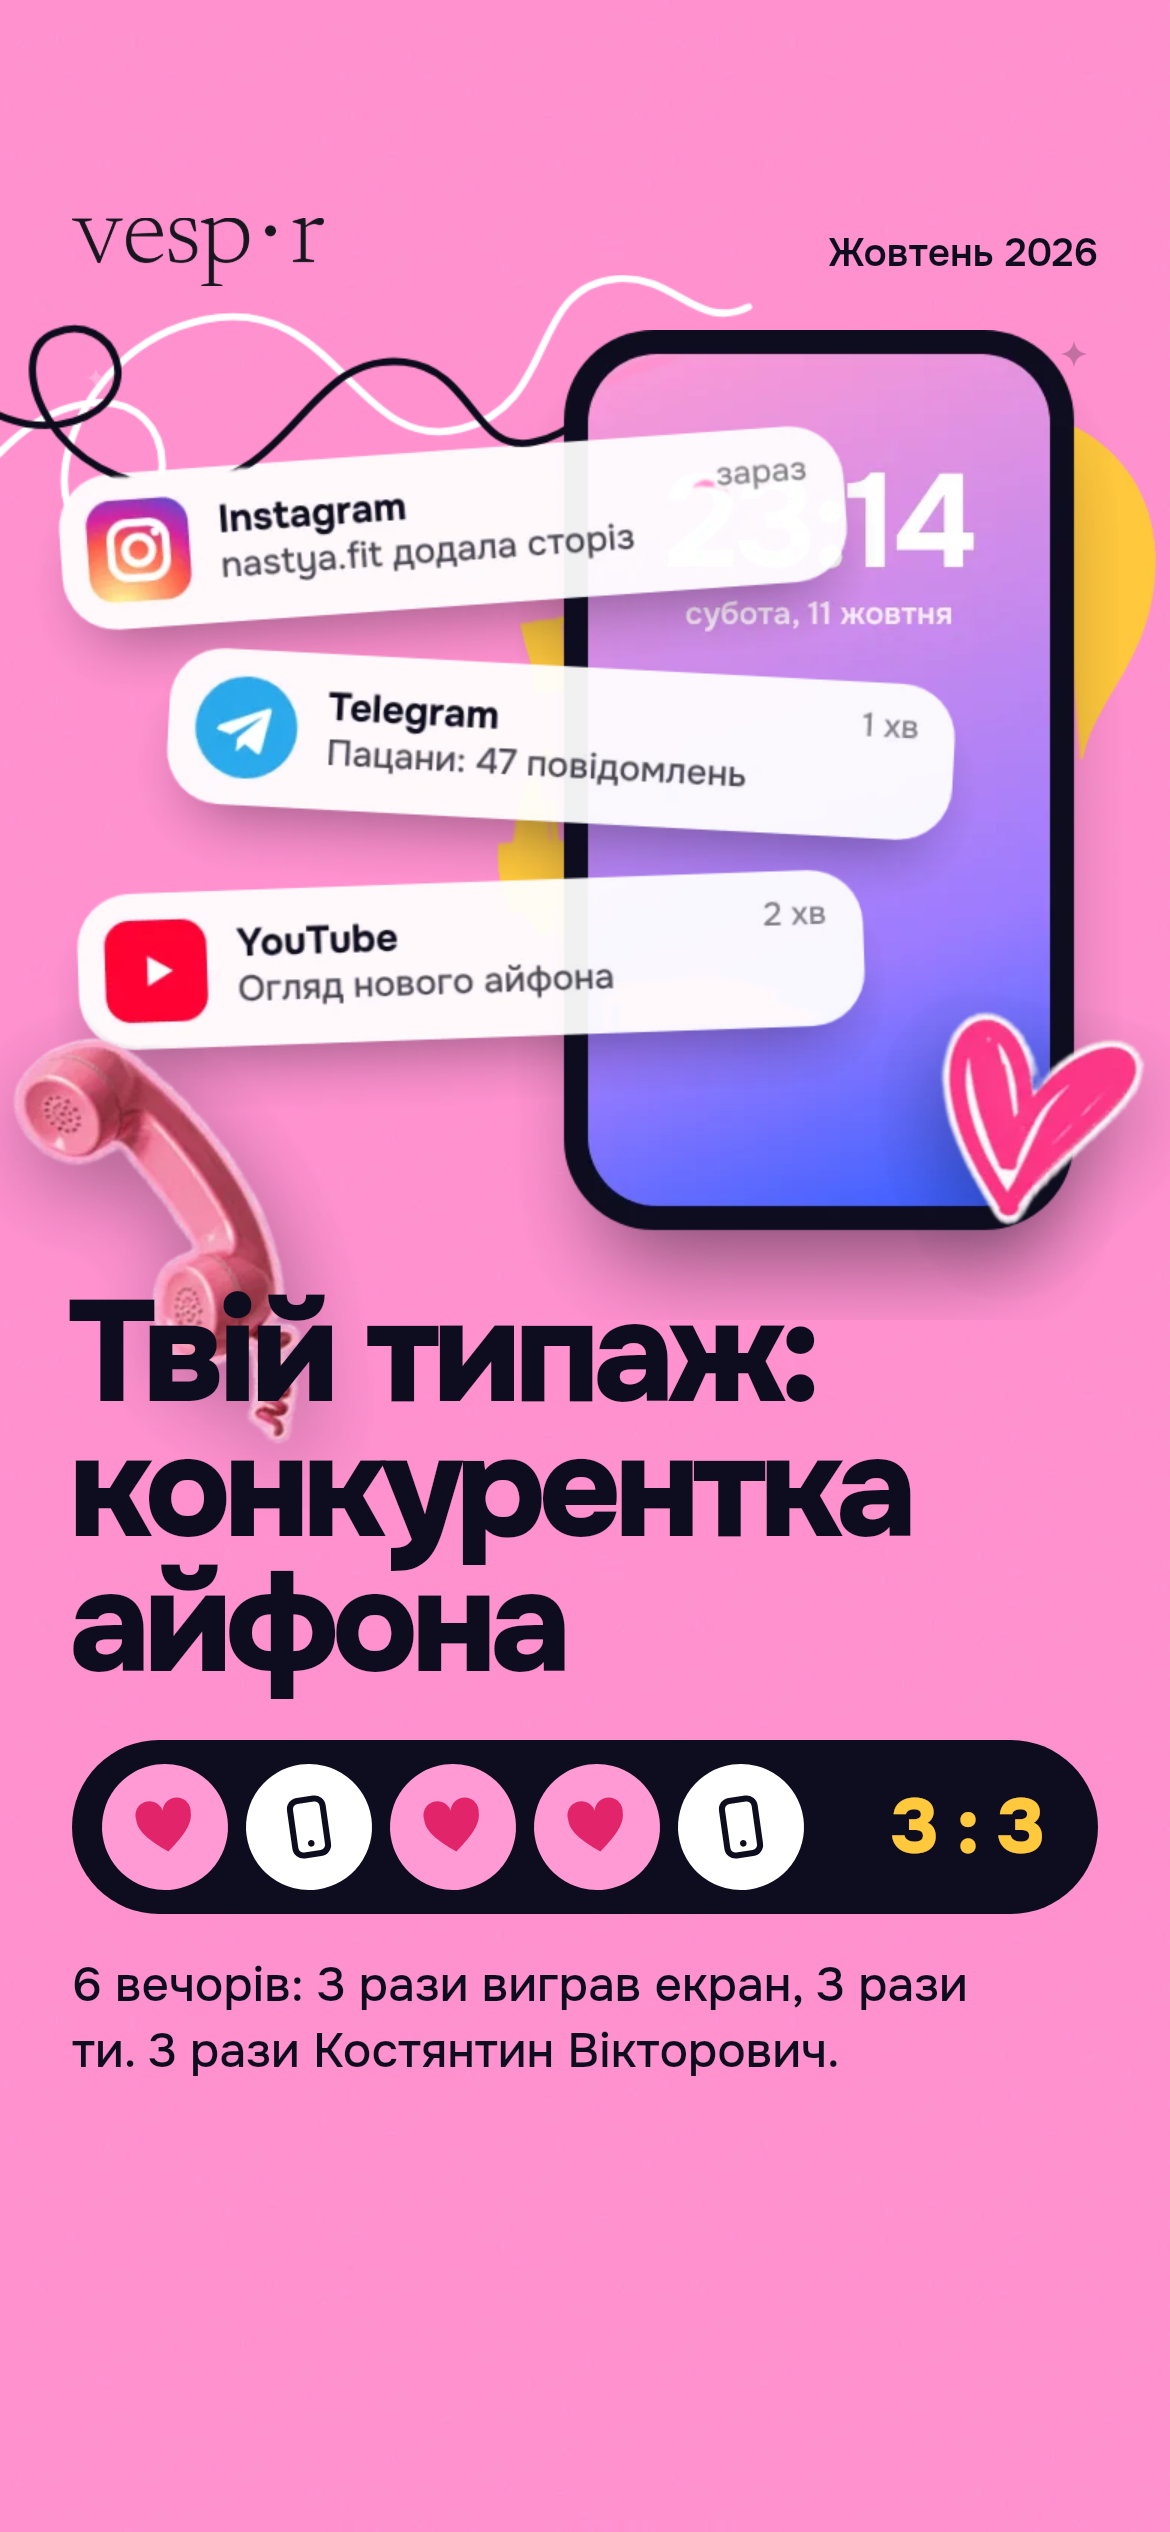 vesp·r
Жовтень 2026
зараз
Instagram
nastya.fit додала сторіз
23:14
субота, 11 жовтня
Telegram
1 хв
Пацани: 47 повідомлень
YouTube
2 хв
Огляд нового айфона
Твій типаж:
конкурентка
айфона
3 : 3
6 вечорів: 3 рази виграв екран, 3 рази
ти. 3 рази Костянтин Вікторович.